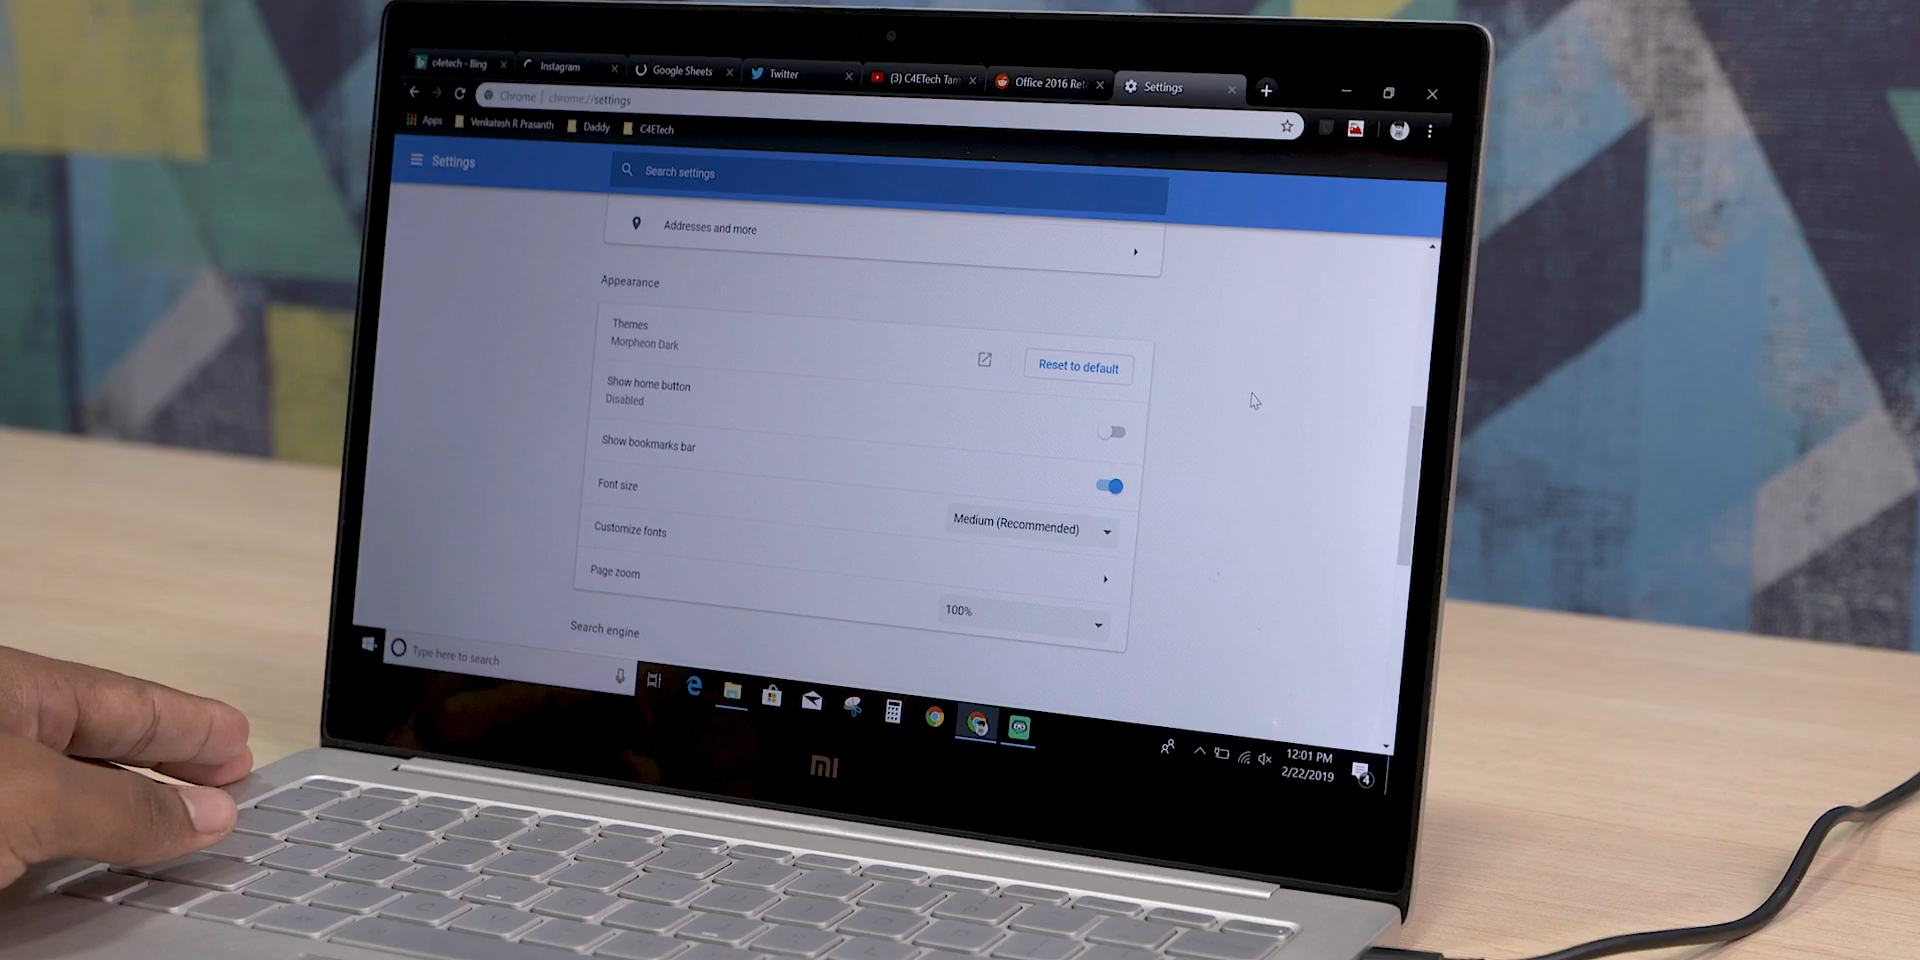 c4etech - Bing
Instagram
Google Sheets
Twitter
(3) C4ETech Tam
Office 2016 Ret
Settings
Chrome | chrome://settings
Apps
Venkatesh R Prasanth
Daddy
C4ETech
Settings
Search settings
Addresses and more
Appearance
Themes
Morpheon Dark
Reset to default
Show home button
Disabled
Show bookmarks bar
Font size
Medium (Recommended)
Customize fonts
Page zoom
100%
Search engine
Type here to search
12:01 PM
2/22/2019
4
mi